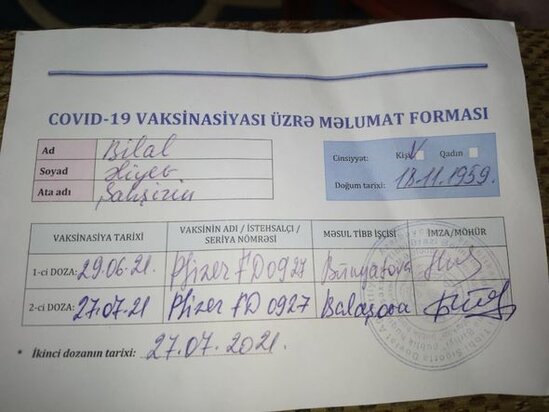 COVID-19 VAKSİNASİYASI ÜZRƏ MƏLUMAT FORMASI
Ad Bilal
Soyad Əliyev
Ata adı Şahşirin
Cinsiyyət: Kişi V Qadın
Doğum tarixi: 18.11.1959.
VAKSİNASİYA TARİXİ VAKSİNİN ADI / İSTEHSALÇI / SERİYA NÖMRƏSİ MƏSUL TİBB İŞÇİSİ İMZA/MÖHÜR
1-ci DOZA: 29.06.21. Pfizer FD0927 Bünyatova
2-ci DOZA: 27.07.21 Pfizer FD 0927 Balaşova
* İkinci dozanın tarixi: 27.07.2021.